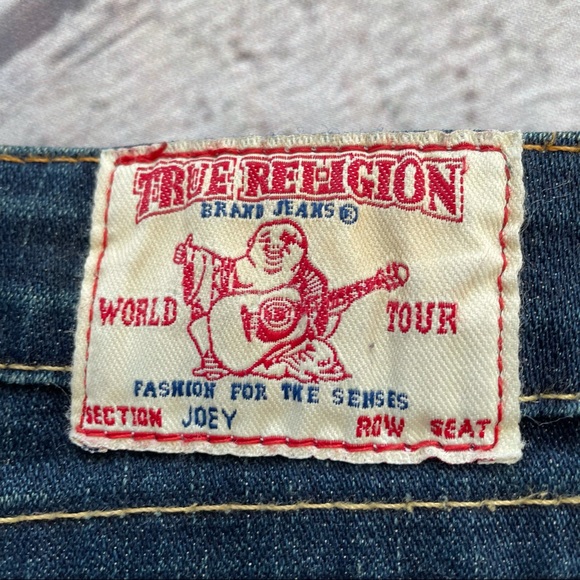 TRUE RELIGION
BRAND JEANS®
WORLD TOUR
FASHION FOR THE SENSES
SECTION JOEY ROW SEAT